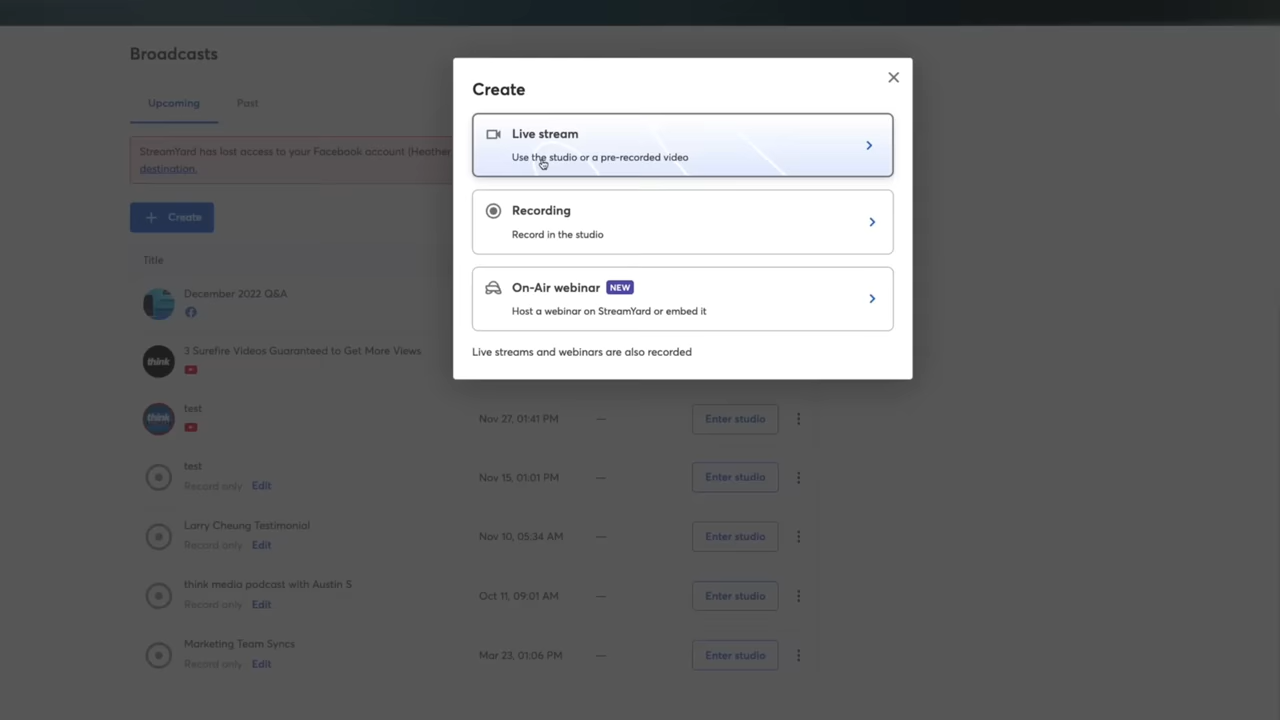 Broadcasts
Upcoming Past
StreamYard has lost access to your Facebook account (Heather
destination.
+ Create
Title
December 2022 Q&A
think
3 Surefire Videos Guaranteed to Get More Views
think
test
Nov 27, 01:41 PM — Enter studio
test
Record only Edit
Nov 15, 01:01 PM — Enter studio
Larry Cheung Testimonial
Record only Edit
Nov 10, 05:34 AM — Enter studio
think media podcast with Austin S
Record only Edit
Oct 11, 09:01 AM — Enter studio
Marketing Team Syncs
Record only Edit
Mar 23, 01:06 PM — Enter studio
Create
Live stream
Use the studio or a pre-recorded video
Recording
Record in the studio
On-Air webinar NEW
Host a webinar on StreamYard or embed it
Live streams and webinars are also recorded